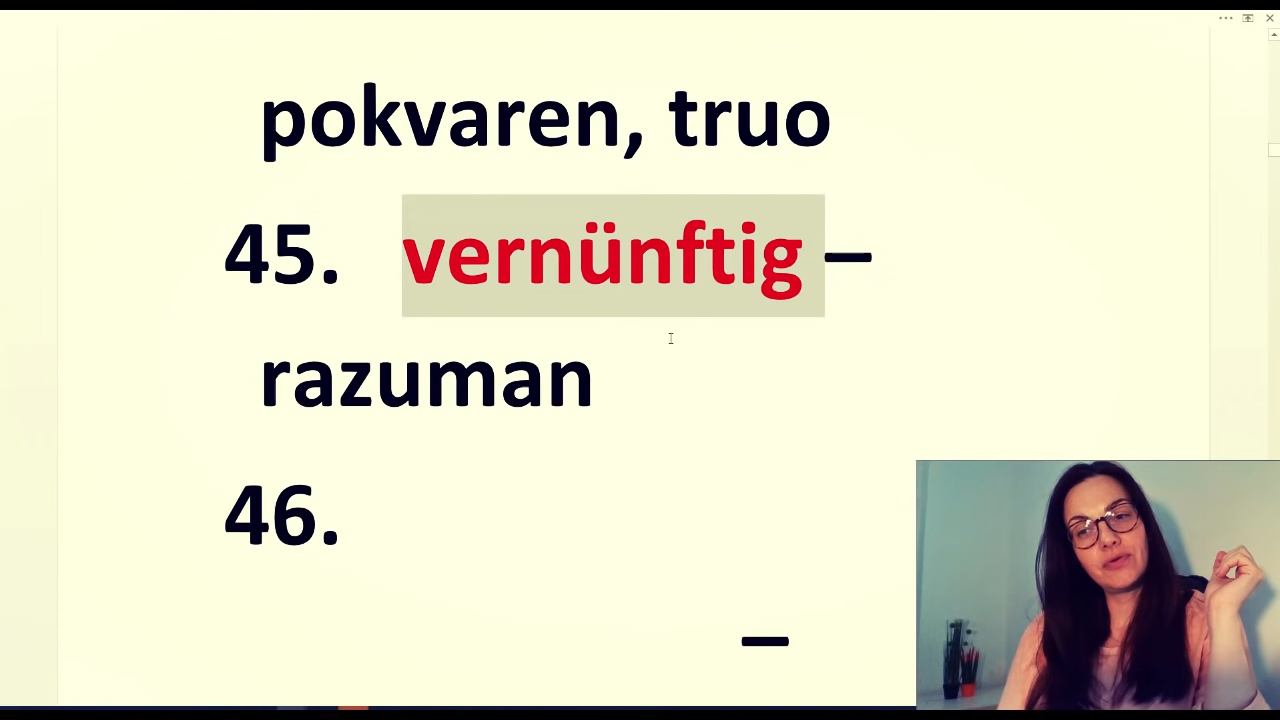 pokvaren, truo
45. vernünftig –
razuman
46.
–